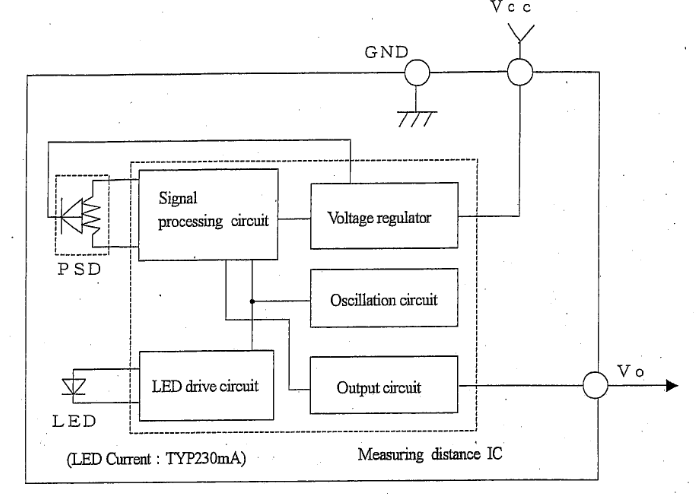 Vcc
GND
Signal
processing circuit
Voltage regulator
PSD
Oscillation circuit
LED drive circuit
Output circuit
Vo
LED
(LED Current : TYP230mA)
Measuring distance IC